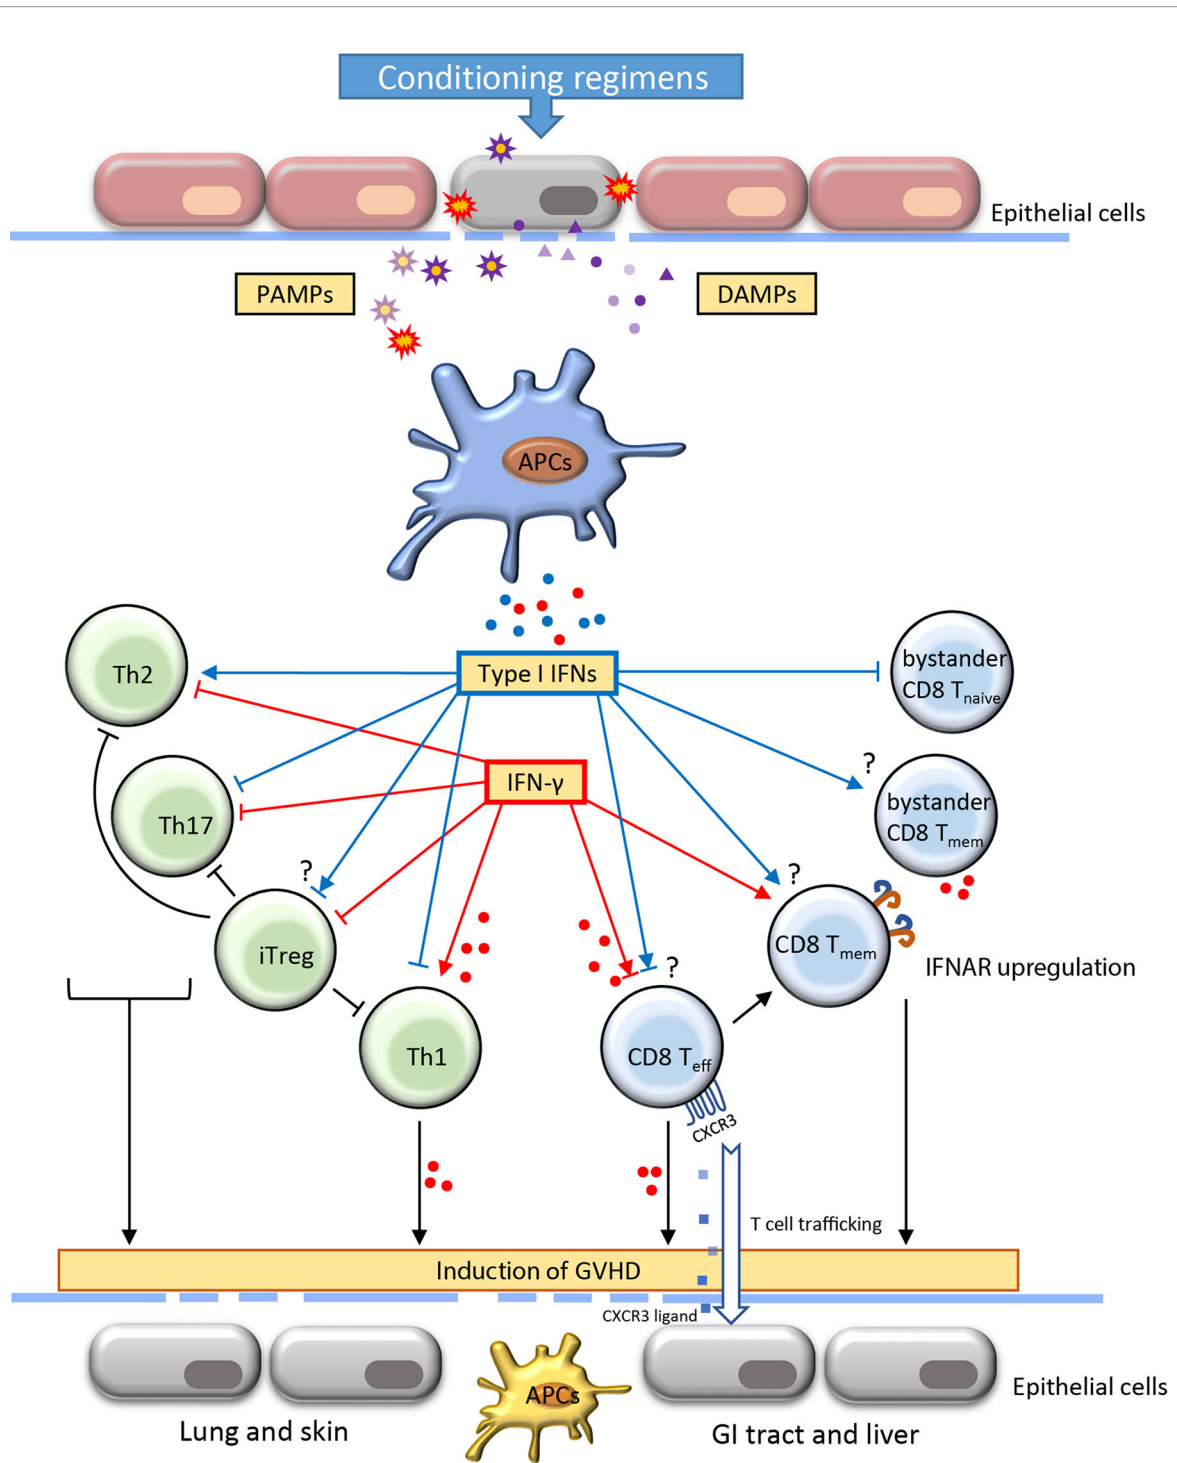 Conditioning regimens
Epithelial cells
PAMPs
DAMPs
APCs
Type I IFNs
Th2
bystander
CD8 Tnaive
IFN-γ
?
Th17
bystander
CD8 Tmem
?
?
iTreg
CD8 Tmem
IFNAR upregulation
?
Th1
CD8 Teff
CXCR3
T cell trafficking
Induction of GVHD
CXCR3 ligand
APCs
Epithelial cells
Lung and skin
GI tract and liver